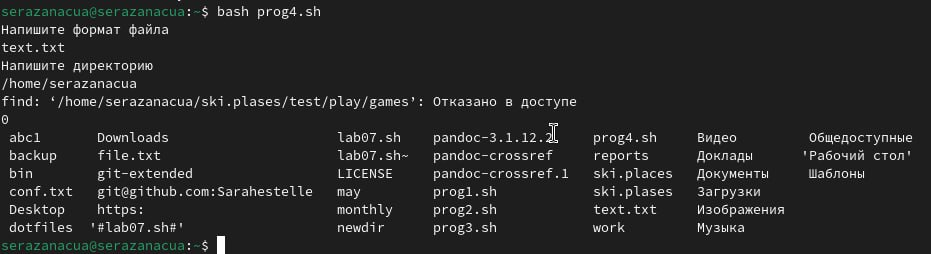 serazanacua@serazanacua:~$ bash prog4.sh
Напишите формат файла
text.txt
Напишите директорию
/home/serazanacua
find: ‘/home/serazanacua/ski.plases/test/play/games’: Отказано в доступе
0
abc1 Downloads lab07.sh pandoc-3.1.12.2 prog4.sh Видео Общедоступные
backup file.txt lab07.sh~ pandoc-crossref reports Доклады 'Рабочий стол'
bin git-extended LICENSE pandoc-crossref.1 ski.places Документы Шаблоны
conf.txt git@github.com:Sarahestelle may prog1.sh ski.plases Загрузки
Desktop https: monthly prog2.sh text.txt Изображения
dotfiles '#lab07.sh#' newdir prog3.sh work Музыка
serazanacua@serazanacua:~$